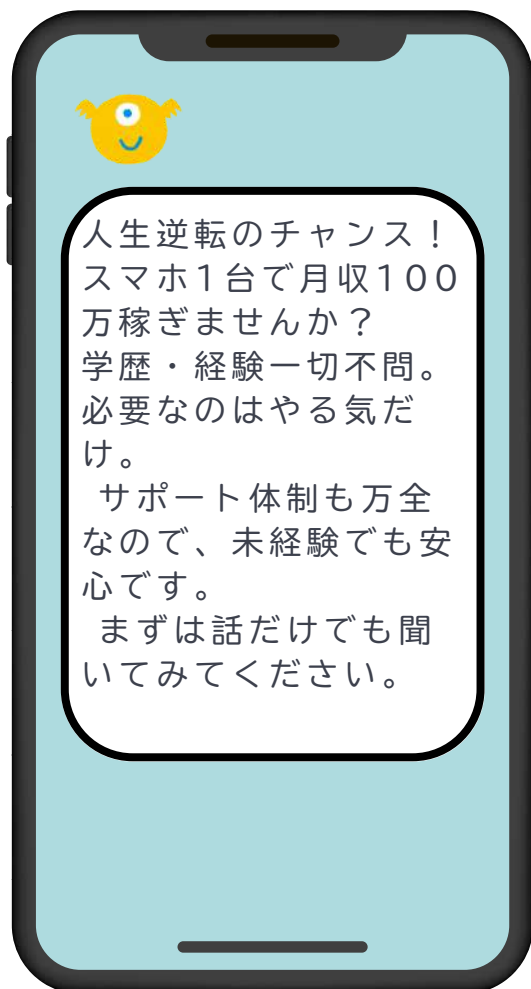 人生逆転のチャンス！
スマホ1台で月収100
万稼ぎませんか？
学歴・経験一切不問。
必要なのはやる気だ
け。
サポート体制も万全
なので、未経験でも安
心です。
まずは話だけでも聞
いてみてください。